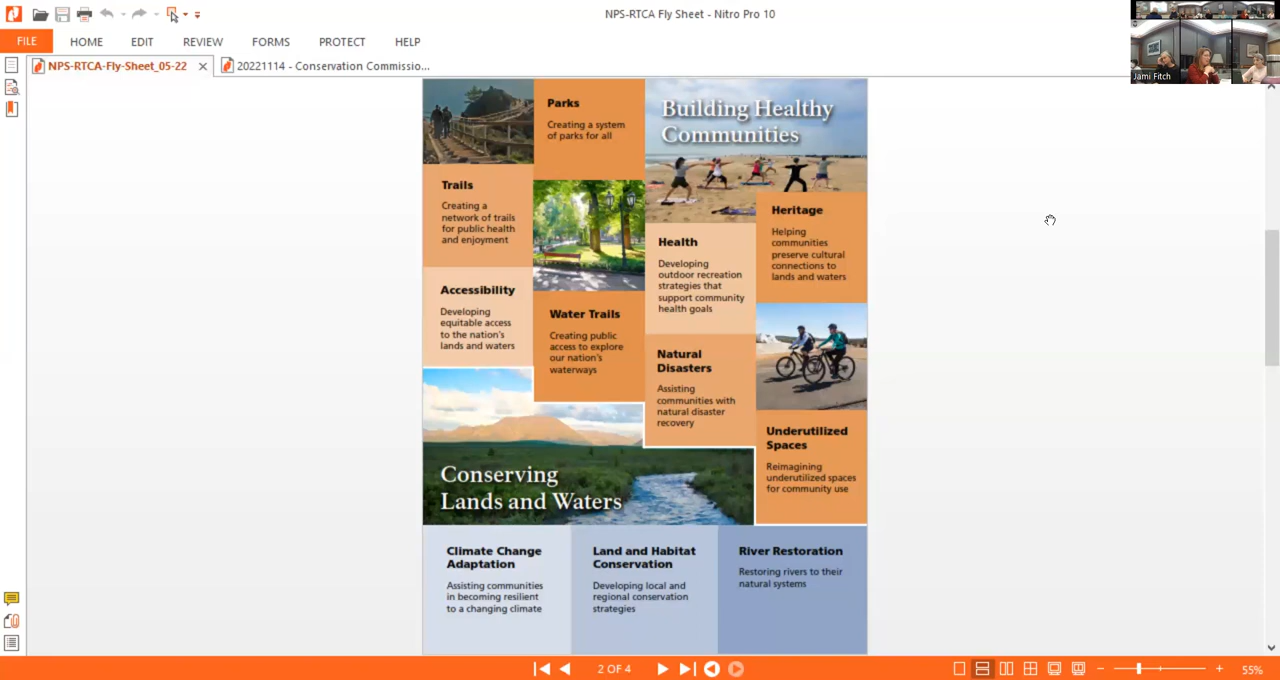 NPS-RTCA Fly Sheet - Nitro Pro 10
FILE
HOME
EDIT
REVIEW
FORMS
PROTECT
HELP
NPS-RTCA-Fly-Sheet_05-22
20221114 - Conservation Commissio...
Jami Fitch
Parks
Creating a system
of parks for all
Building Healthy
Communities
Trails
Creating a
network of trails
for public health
and enjoyment
Heritage
Helping
communities
preserve cultural
connections to
lands and waters
Health
Developing
outdoor recreation
strategies that
support community
health goals
Accessibility
Developing
equitable access
to the nation's
lands and waters
Water Trails
Creating public
access to explore
our nation's
waterways
Natural
Disasters
Assisting
communities with
natural disaster
recovery
Underutilized
Spaces
Reimagining
underutilized spaces
for community use
Conserving
Lands and Waters
Climate Change
Adaptation
Assisting communities
in becoming resilient
to a changing climate
Land and Habitat
Conservation
Developing local and
regional conservation
strategies
River Restoration
Restoring rivers to their
natural systems
2 OF 4
55%